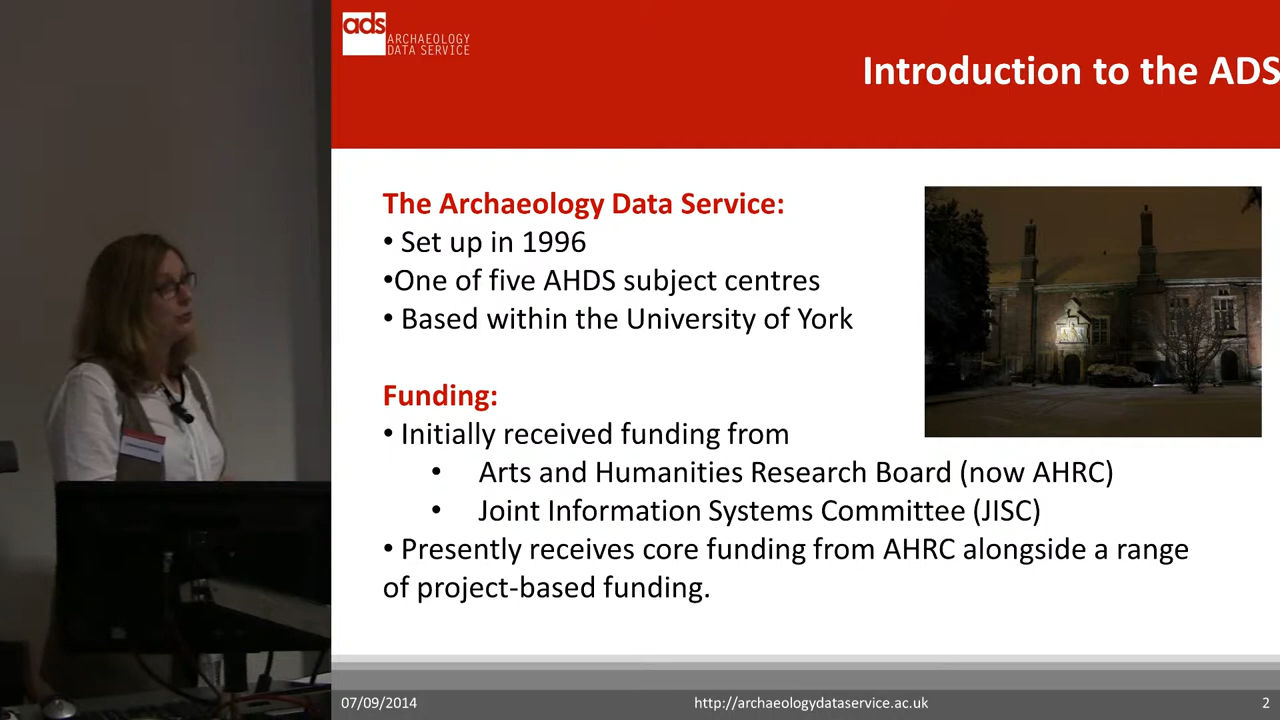 ads
ARCHAEOLOGY
DATA SERVICE
Introduction to the ADS
The Archaeology Data Service:
• Set up in 1996
•One of five AHDS subject centres
• Based within the University of York
Funding:
• Initially received funding from
• Arts and Humanities Research Board (now AHRC)
• Joint Information Systems Committee (JISC)
• Presently receives core funding from AHRC alongside a range
of project-based funding.
07/09/2014
http://archaeologydataservice.ac.uk
2